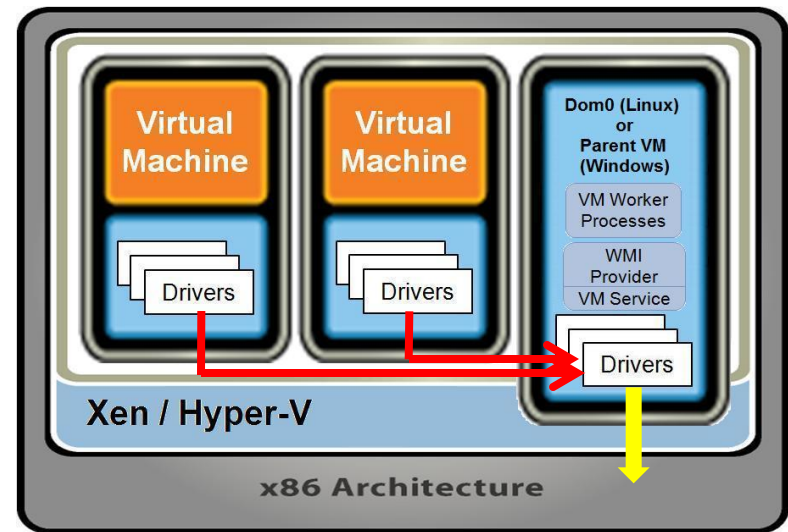 Virtual
Machine
Drivers
Virtual
Machine
Drivers
Dom0 (Linux)
or
Parent VM
(Windows)
VM Worker
Processes
WMI
Provider
VM Service
Drivers
Xen / Hyper-V
x86 Architecture